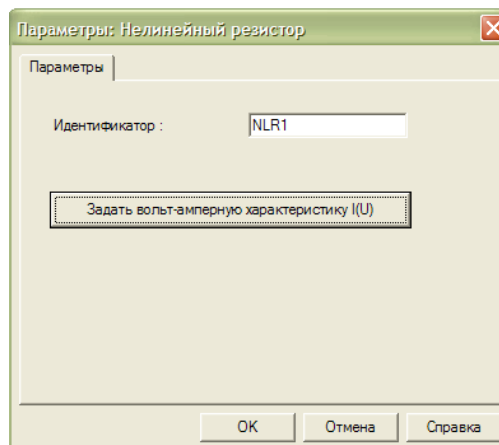 Параметры: Нелинейный резистор
Параметры
Идентификатор :
NLR1
Задать вольт-амперную характеристику I(U)
OK
Отмена
Справка